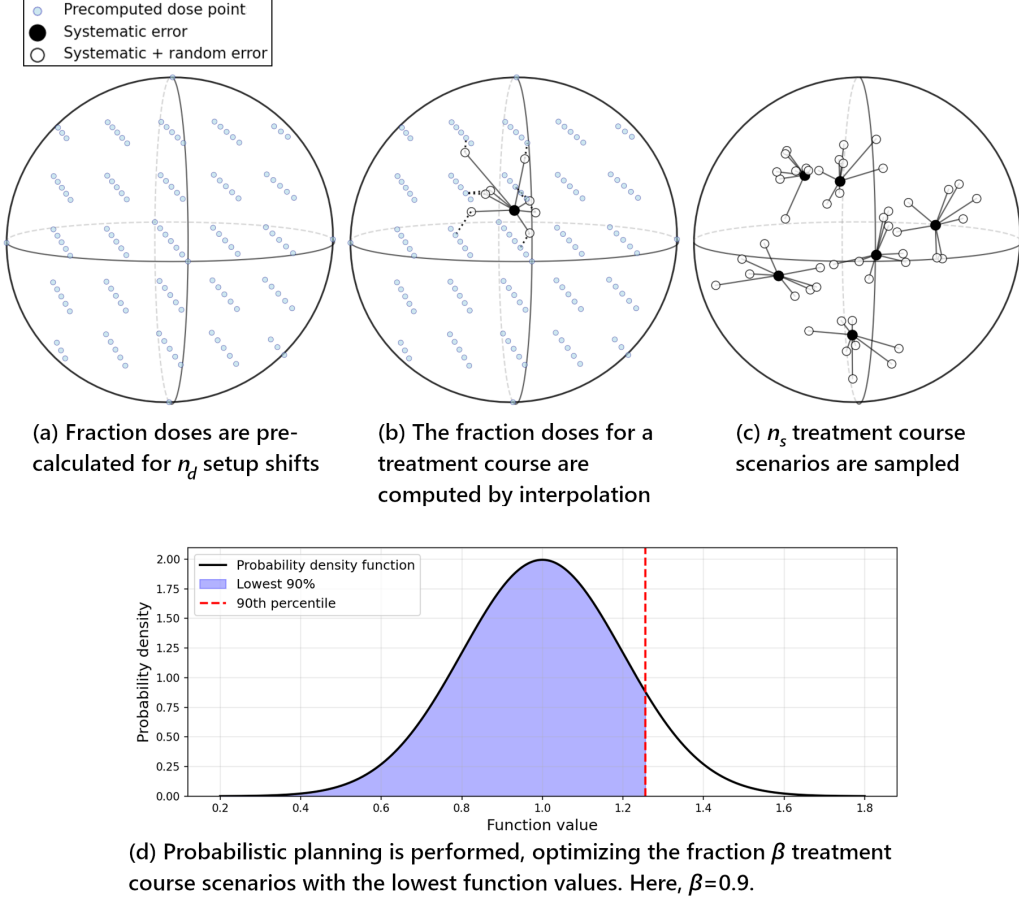 Precomputed dose point
Systematic error
Systematic + random error
(a) Fraction doses are pre-
calculated for n_d setup shifts
(b) The fraction doses for a
treatment course are
computed by interpolation
(c) n_s treatment course
scenarios are sampled
Probability density function
Lowest 90%
90th percentile
Probability density
2.00
1.75
1.50
1.25
1.00
0.75
0.50
0.25
0.00
0.2 0.4 0.6 0.8 1.0 1.2 1.4 1.6 1.8
Function value
(d) Probabilistic planning is performed, optimizing the fraction β treatment
course scenarios with the lowest function values. Here, β=0.9.